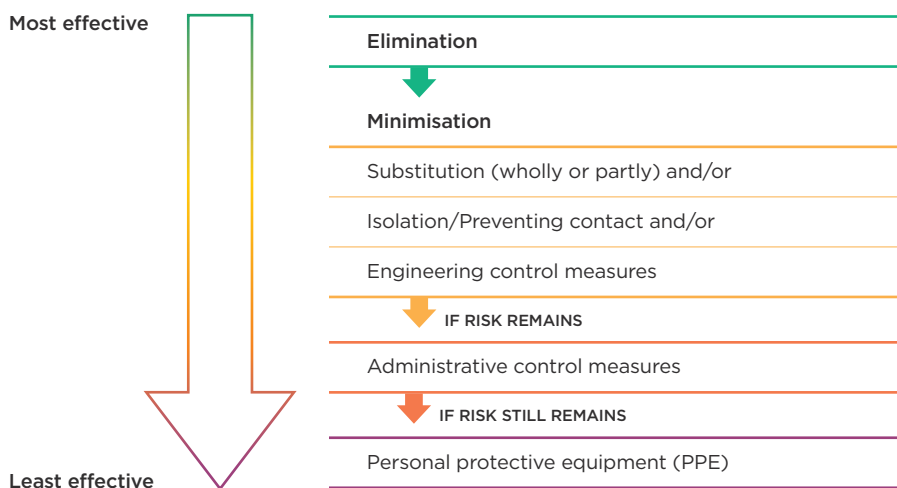 Most effective
Elimination
Minimisation
Substitution (wholly or partly) and/or
Isolation/Preventing contact and/or
Engineering control measures
IF RISK REMAINS
Administrative control measures
IF RISK STILL REMAINS
Personal protective equipment (PPE)
Least effective